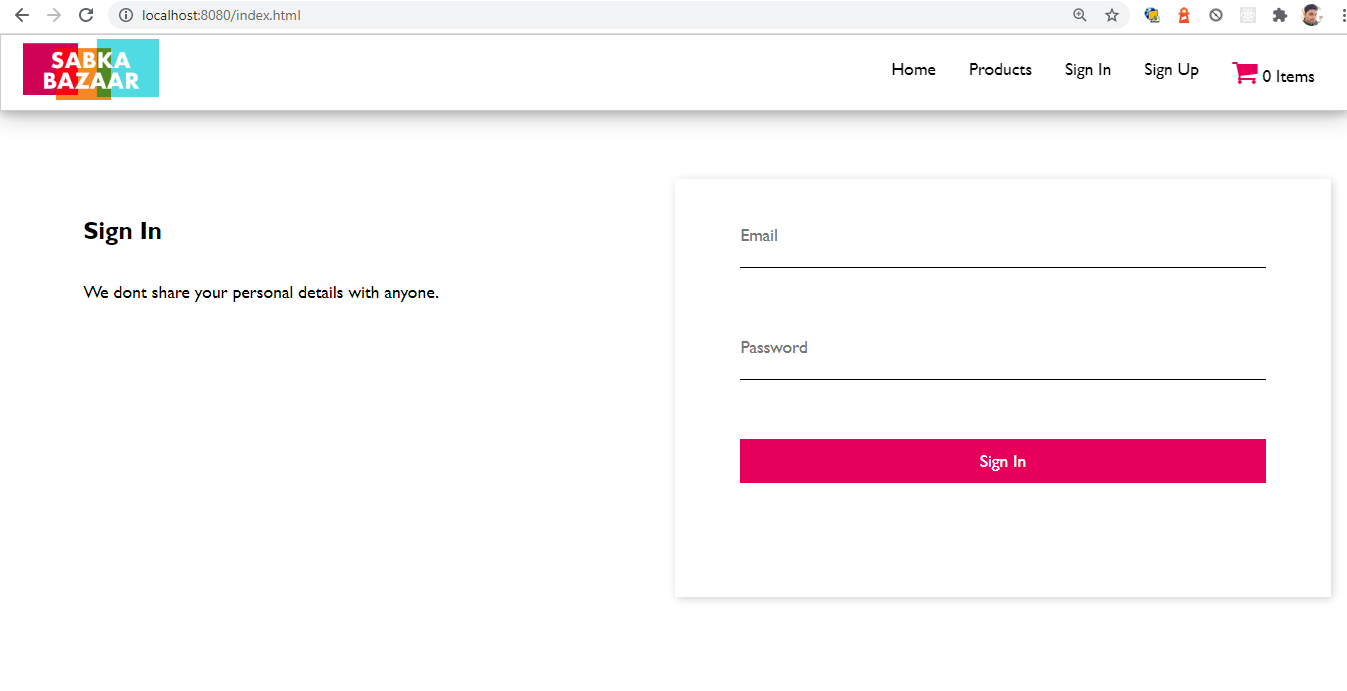 localhost:8080/index.html
SABKA
BAZAAR
Home Products Sign In Sign Up 0 Items
Sign In
We dont share your personal details with anyone.
Email
Password
Sign In